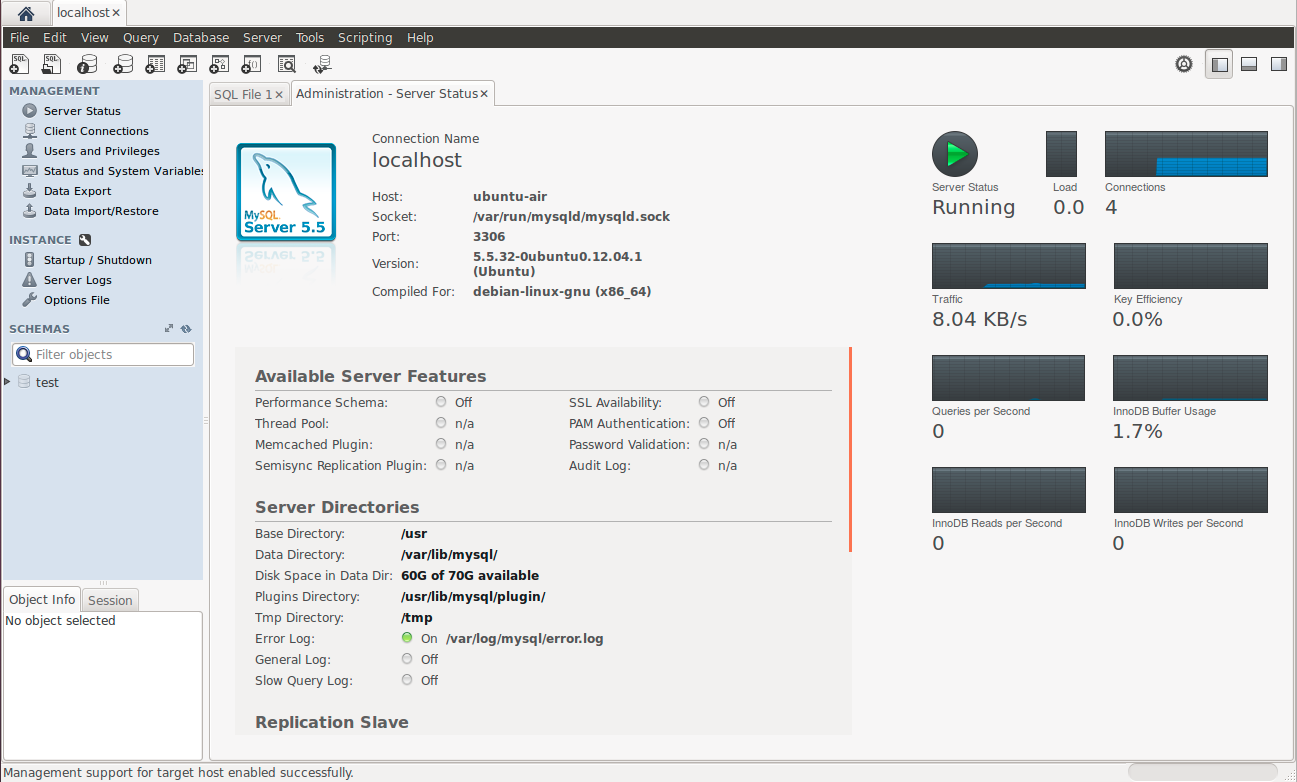 localhost
File Edit View Query Database Server Tools Scripting Help
SQL SQL
MANAGEMENT
Server Status
Client Connections
Users and Privileges
Status and System Variables
Data Export
Data Import/Restore
INSTANCE
Startup / Shutdown
Server Logs
Options File
SCHEMAS
Filter objects
test
Object Info Session
No object selected
SQL File 1 Administration - Server Status
MySQL
Server 5.5
Connection Name
localhost
Host: ubuntu-air
Socket: /var/run/mysqld/mysqld.sock
Port: 3306
Version: 5.5.32-0ubuntu0.12.04.1
(Ubuntu)
Compiled For: debian-linux-gnu (x86_64)
Available Server Features
Performance Schema: Off SSL Availability: Off
Thread Pool: n/a PAM Authentication: Off
Memcached Plugin: n/a Password Validation: n/a
Semisync Replication Plugin: n/a Audit Log: n/a
Server Directories
Base Directory: /usr
Data Directory: /var/lib/mysql/
Disk Space in Data Dir: 60G of 70G available
Plugins Directory: /usr/lib/mysql/plugin/
Tmp Directory: /tmp
Error Log: On /var/log/mysql/error.log
General Log: Off
Slow Query Log: Off
Replication Slave
Server Status Load Connections
Running 0.0 4
Traffic Key Efficiency
8.04 KB/s 0.0%
Queries per Second InnoDB Buffer Usage
0 1.7%
InnoDB Reads per Second InnoDB Writes per Second
0 0
Management support for target host enabled successfully.